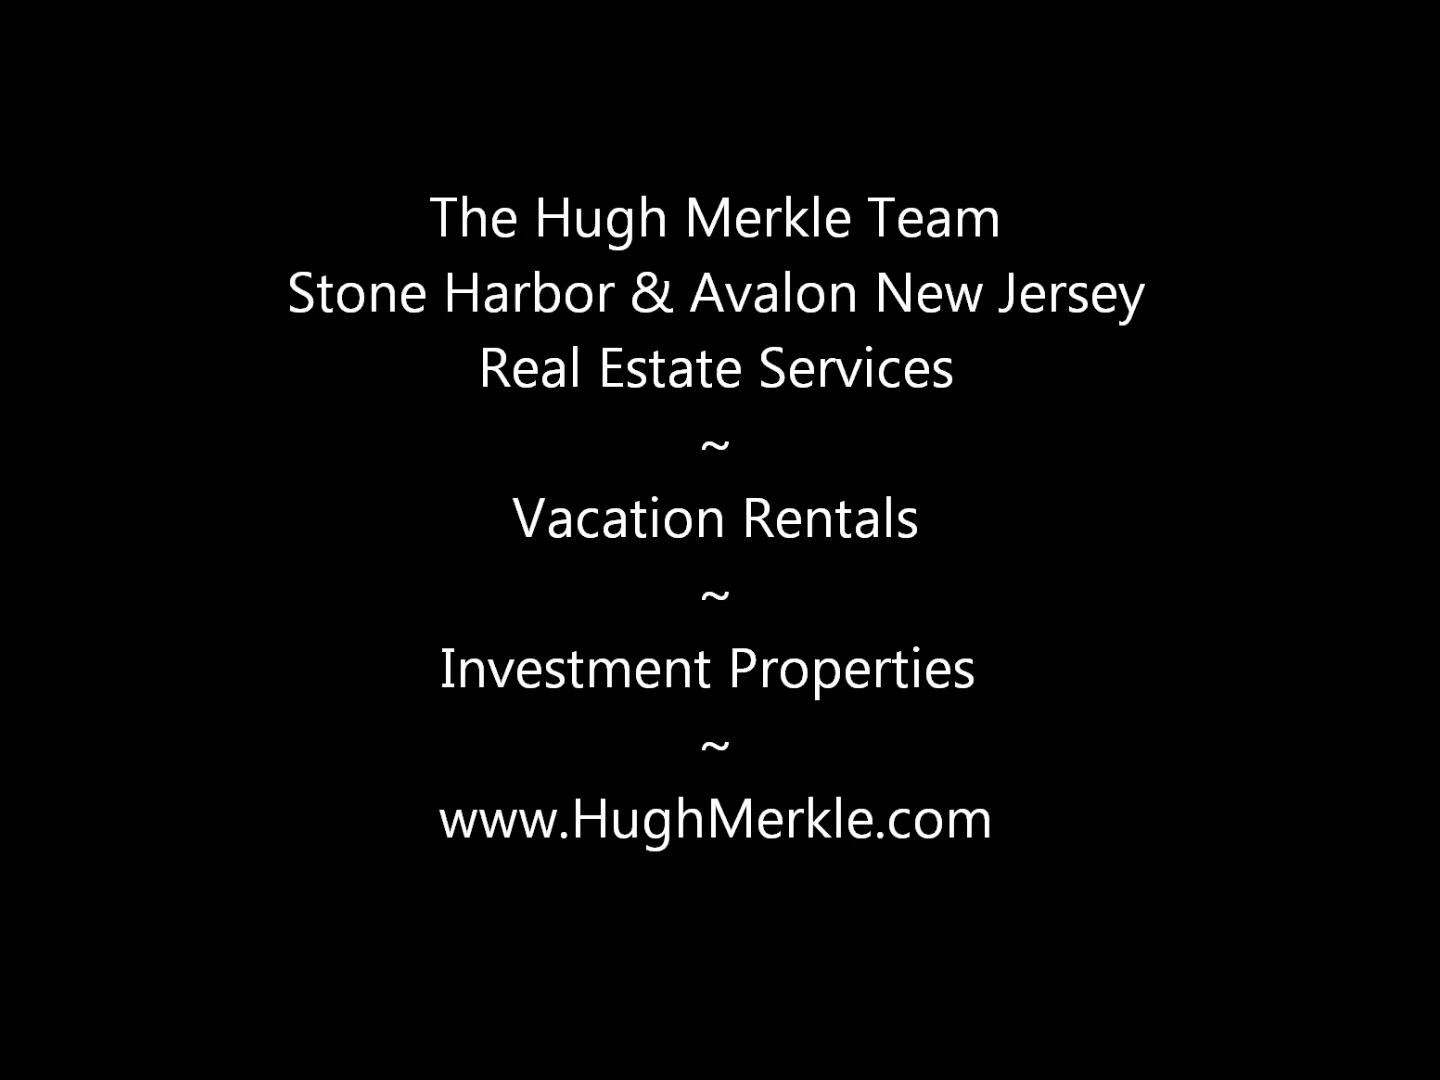 The Hugh Merkle Team
Stone Harbor & Avalon New Jersey
Real Estate Services
~
Vacation Rentals
~
Investment Properties
~
www.HughMerkle.com